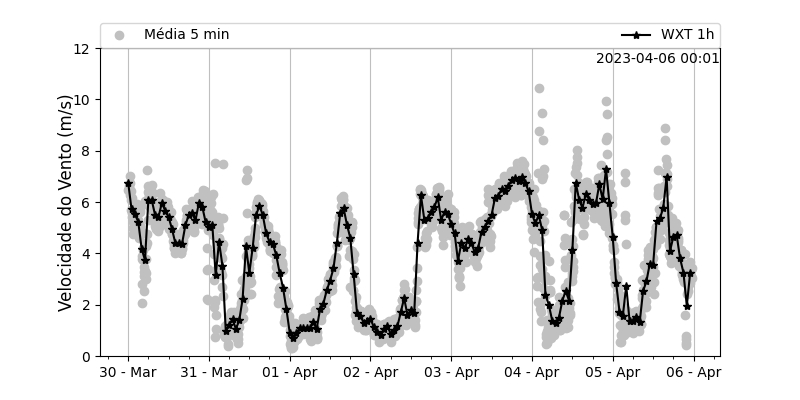 Média 5 min WXT 1h
2023-04-06 00:01
Velocidade do Vento (m/s)
12
10
8
6
4
2
0
30 - Mar 31 - Mar 01 - Apr 02 - Apr 03 - Apr 04 - Apr 05 - Apr 06 - Apr